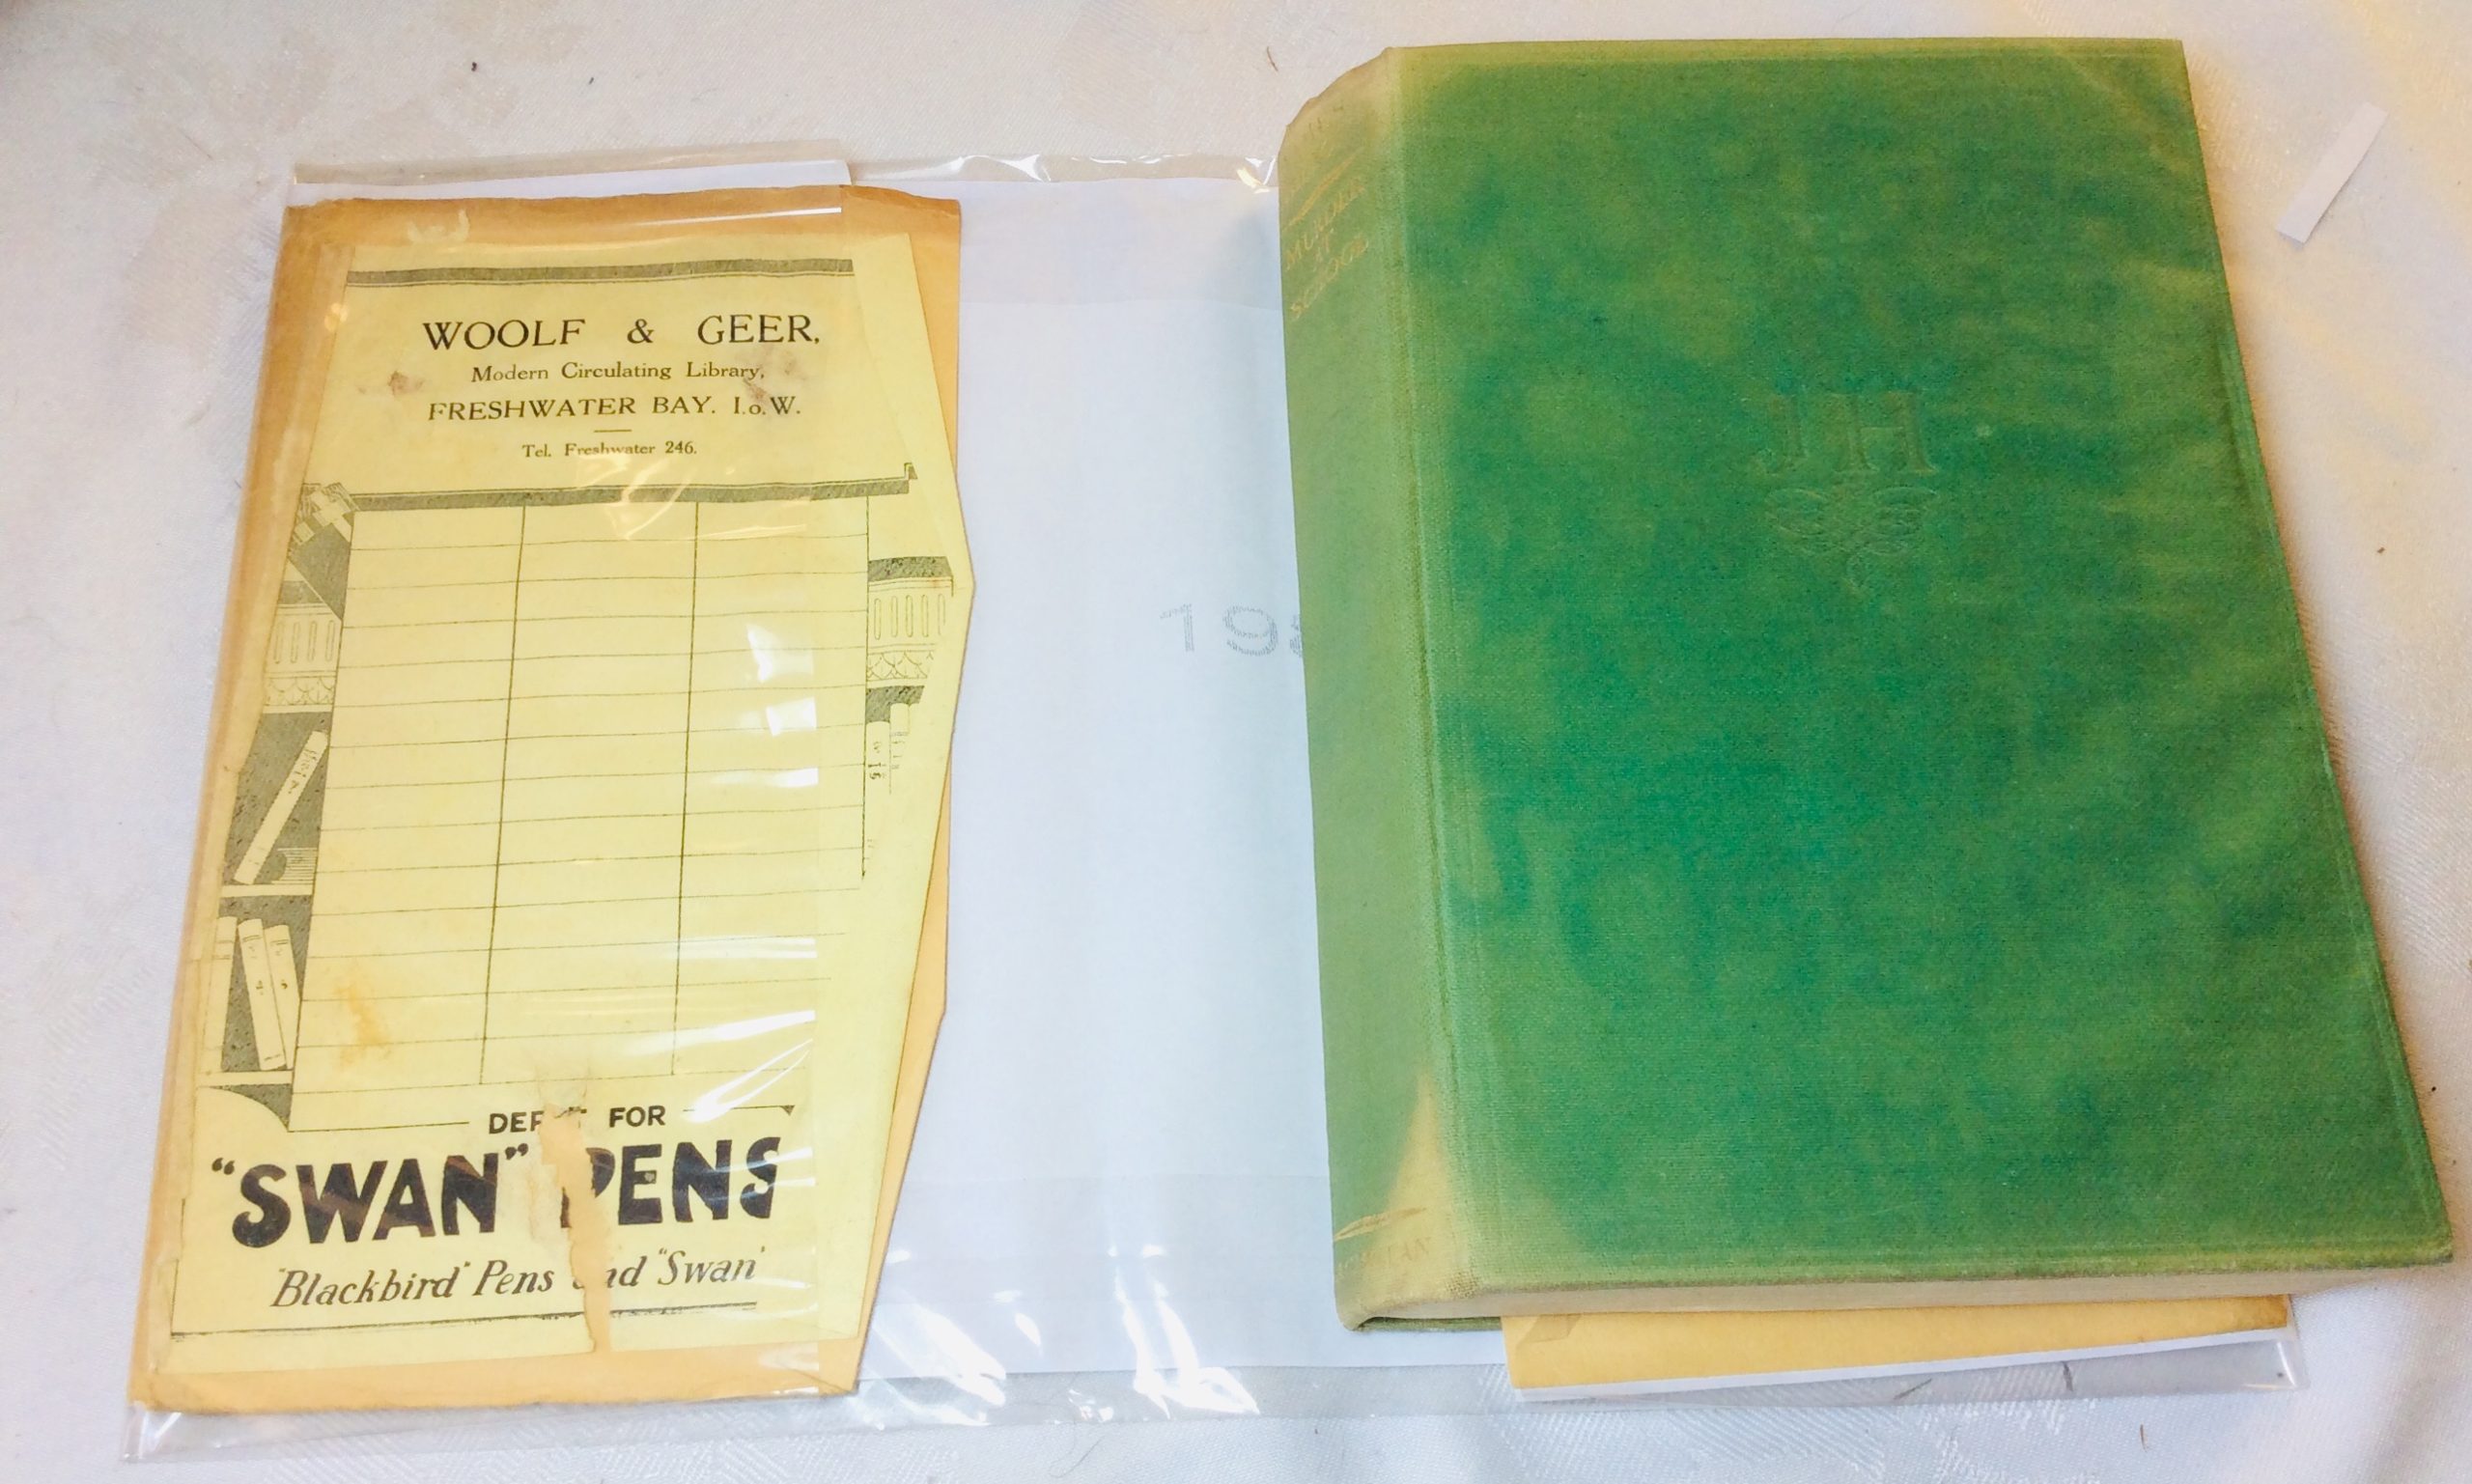 WOOLF & GEER,
Modern Circulating Library,
FRESHWATER BAY. I.o.W.
Tel. Freshwater 246.
FOR
"SWAN" PENS
"Blackbird" Pens and "Swan"
MURDER
AT
SCHOOL
JH